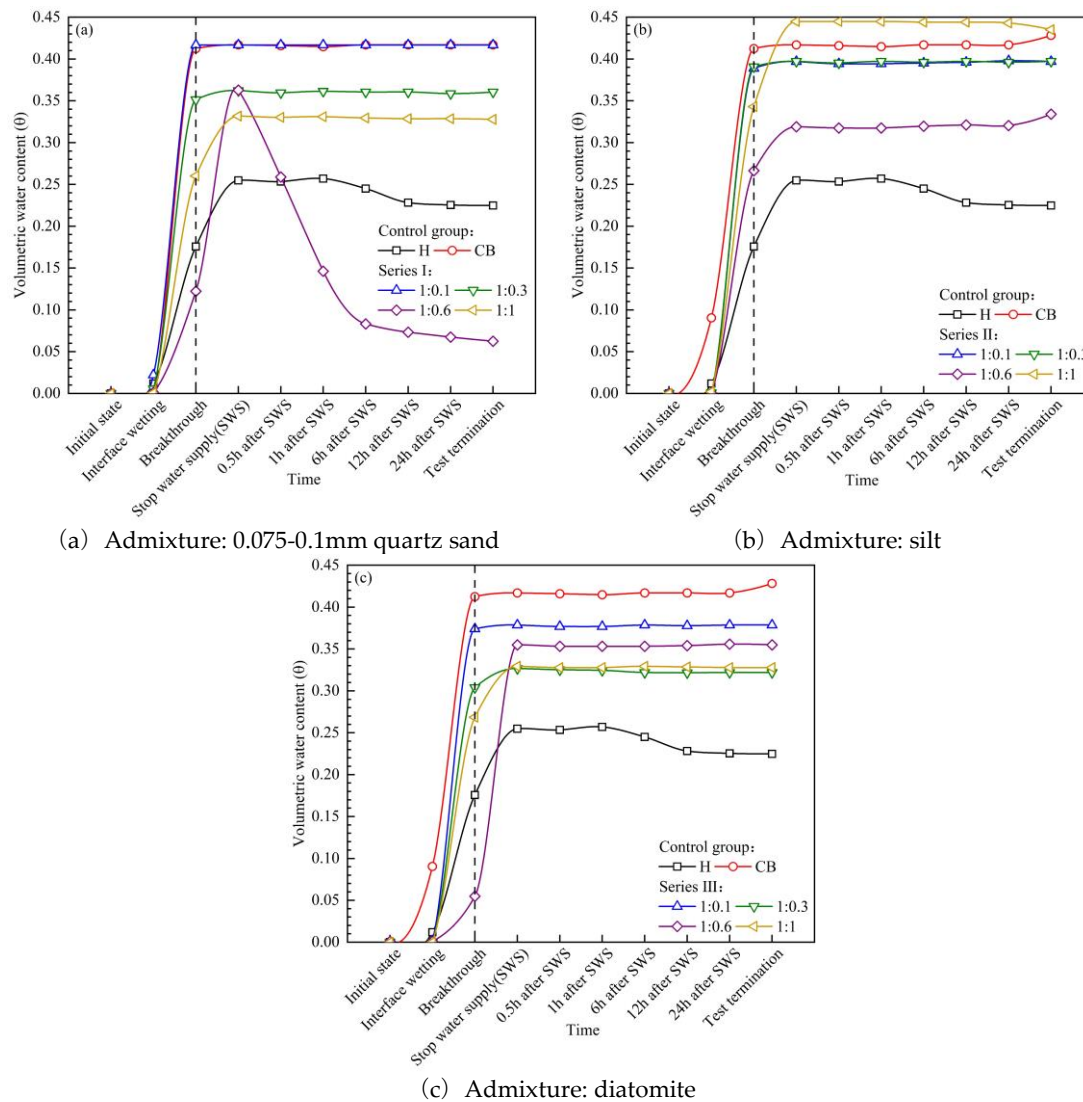 (a)
0.45
0.40
0.35
0.30
0.25
0.20
0.15
0.10
0.05
0.00
Volumetric water content (θ)
Control group:
H CB
Series I:
1:0.1 1:0.3
1:0.6 1:1
Initial state
Interface wetting
Breakthrough
Stop water supply(SWS)
0.5h after SWS
1h after SWS
6h after SWS
12h after SWS
24h after SWS
Test termination
Time
(a) Admixture: 0.075-0.1mm quartz sand
(b)
0.45
0.40
0.35
0.30
0.25
0.20
0.15
0.10
0.05
0.00
Volumetric water content (θ)
Control group:
H CB
Series II:
1:0.1 1:0.3
1:0.6 1:1
Initial state
Interface wetting
Breakthrough
Stop water supply(SWS)
0.5h after SWS
1h after SWS
6h after SWS
12h after SWS
24h after SWS
Test termination
Time
(b) Admixture: silt
(c)
0.45
0.40
0.35
0.30
0.25
0.20
0.15
0.10
0.05
0.00
Volumetric water content (θ)
Control group:
H CB
Series III:
1:0.1 1:0.3
1:0.6 1:1
Initial state
Interface wetting
Breakthrough
Stop water supply(SWS)
0.5h after SWS
1h after SWS
6h after SWS
12h after SWS
24h after SWS
Test termination
Time
(c) Admixture: diatomite